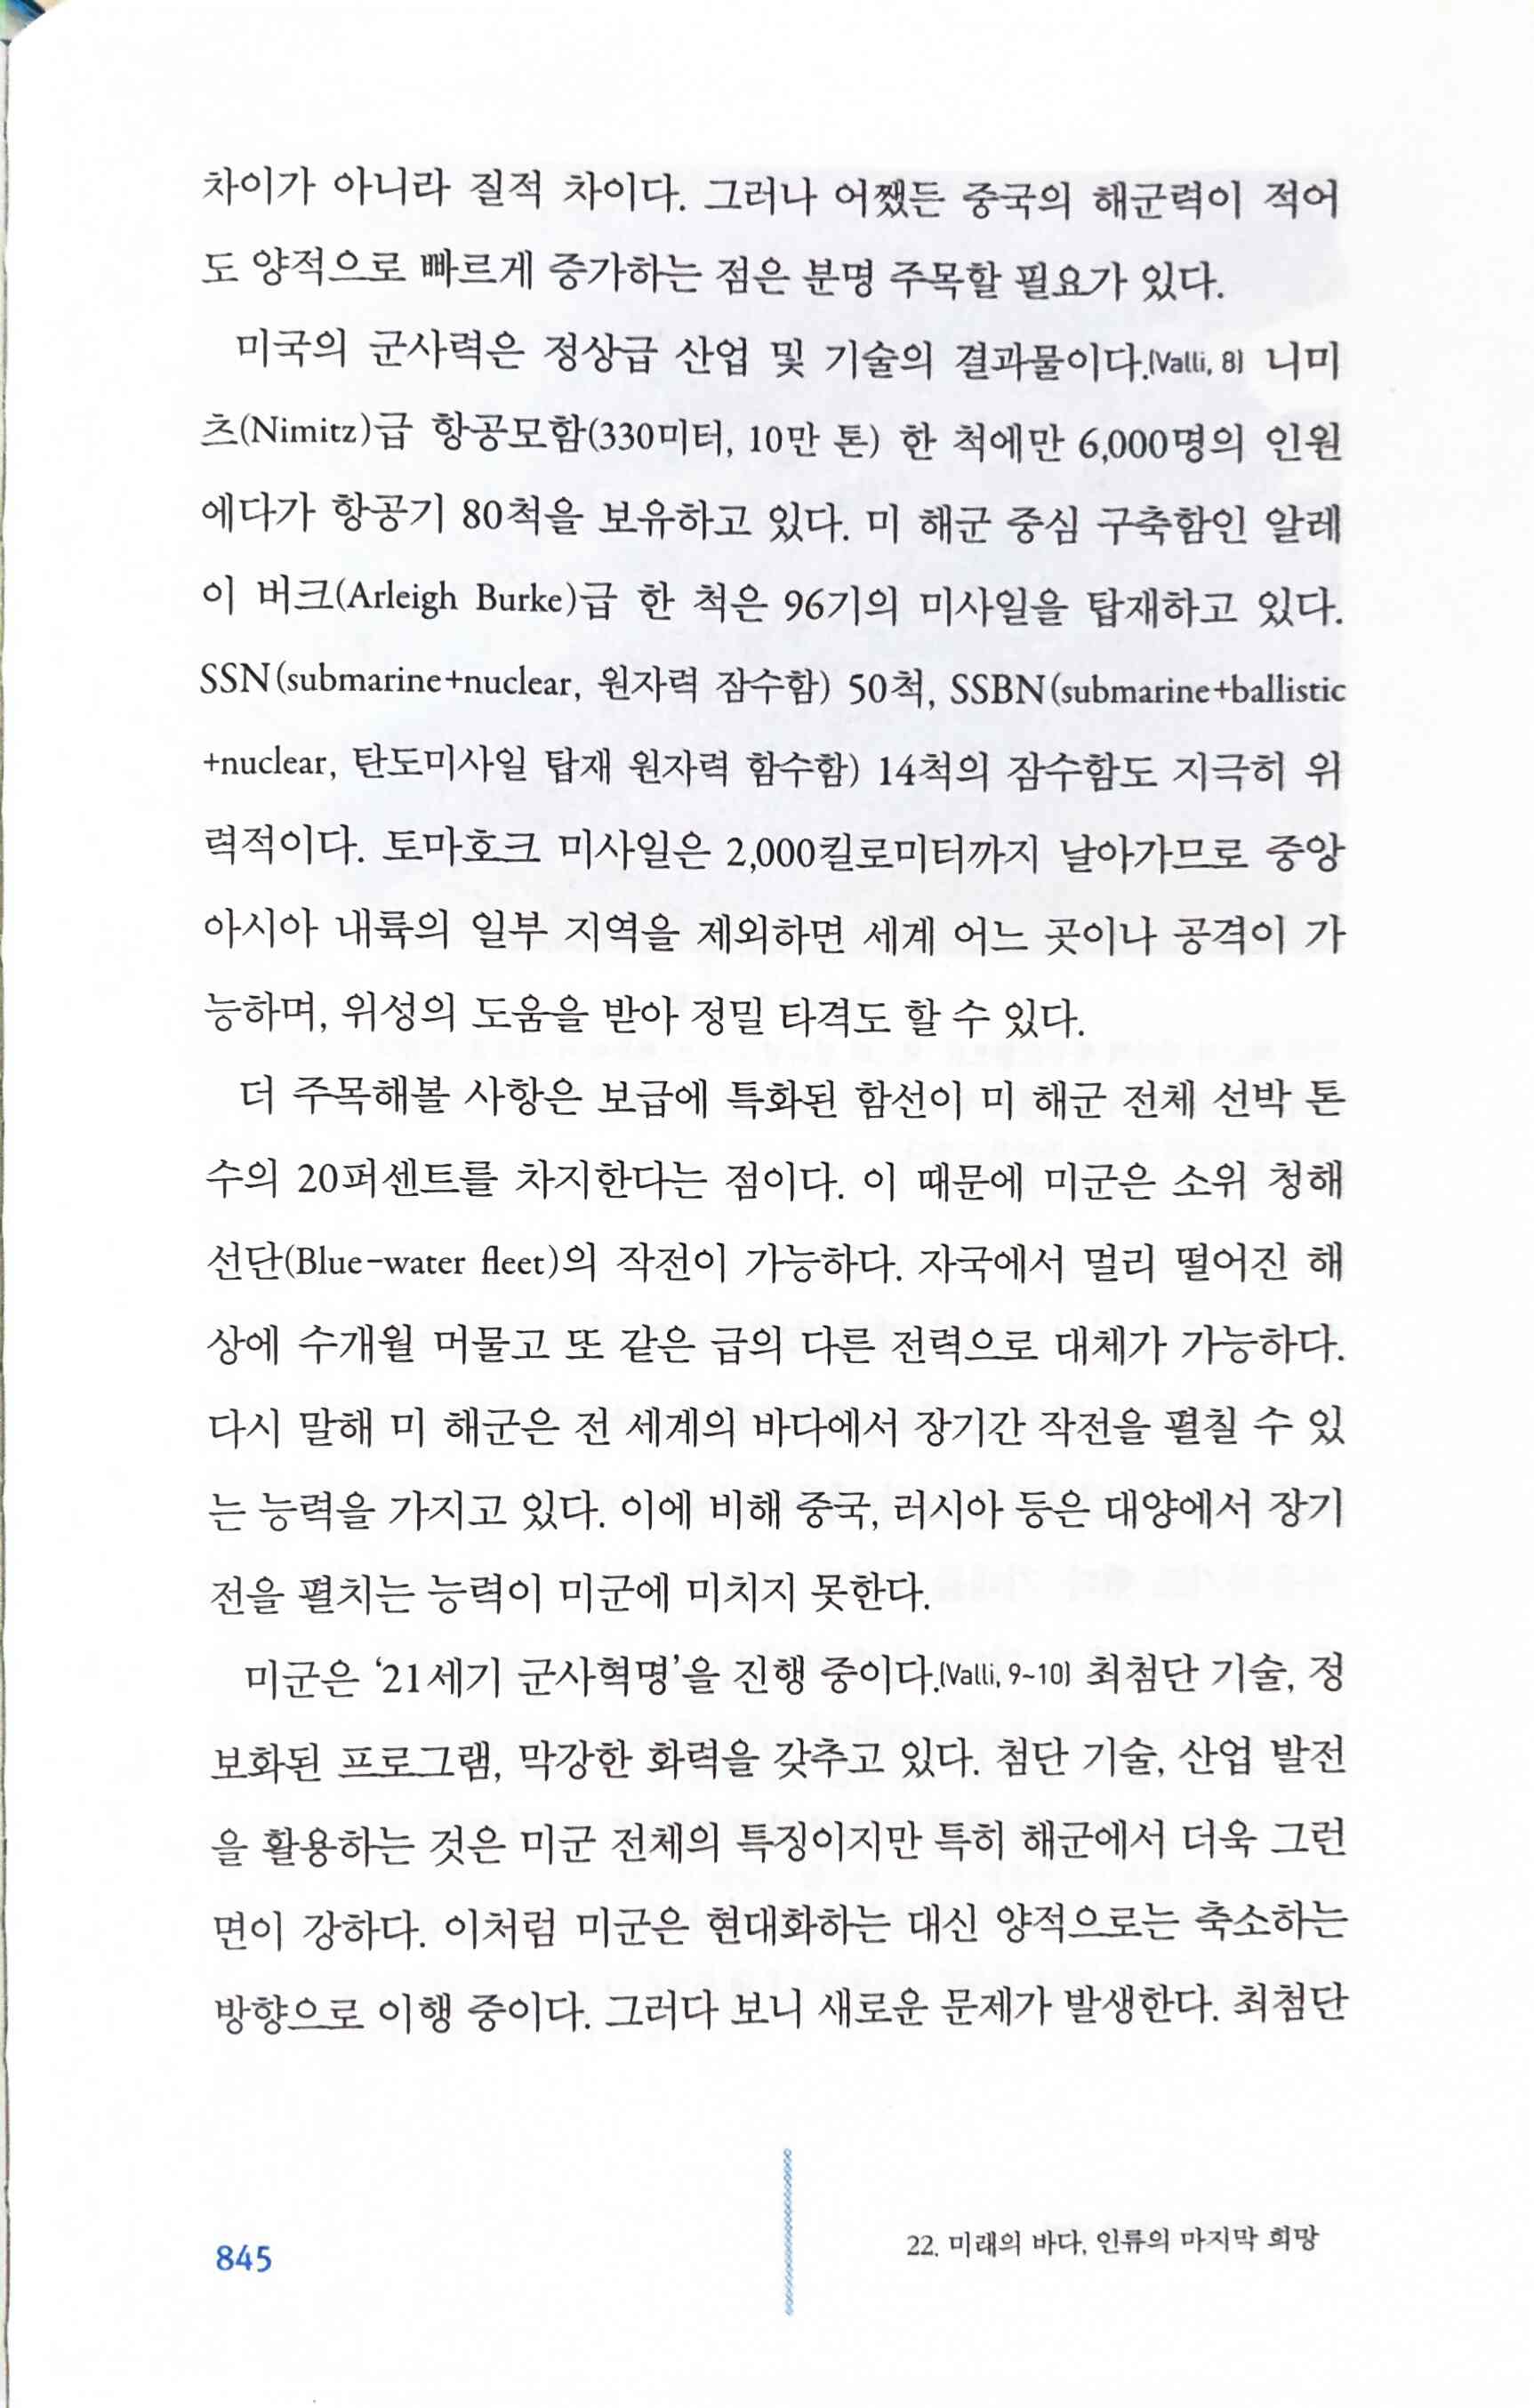 차이가 아니라 질적 차이다. 그러나 어쨌든 중국의 해군력이 적어
도 양적으로 빠르게 증가하는 점은 분명 주목할 필요가 있다.
미국의 군사력은 정상급 산업 및 기술의 결과물이다.(Valli, 8) 니미
츠(Nimitz)급 항공모함(330미터, 10만 톤) 한 척에만 6,000명의 인원
에다가 항공기 80척을 보유하고 있다. 미 해군 중심 구축함인 알레
이 버크(Arleigh Burke)급 한 척은 96기의 미사일을 탑재하고 있다.
SSN(submarine+nuclear, 원자력 잠수함) 50척, SSBN(submarine+ballistic
+nuclear, 탄도미사일 탑재 원자력 함수함) 14척의 잠수함도 지극히 위
력적이다. 토마호크 미사일은 2,000킬로미터까지 날아가므로 중앙
아시아 내륙의 일부 지역을 제외하면 세계 어느 곳이나 공격이 가
능하며, 위성의 도움을 받아 정밀 타격도 할 수 있다.
더 주목해볼 사항은 보급에 특화된 함선이 미 해군 전체 선박 톤
수의 20퍼센트를 차지한다는 점이다. 이 때문에 미군은 소위 청해
선단(Blue-water fleet)의 작전이 가능하다. 자국에서 멀리 떨어진 해
상에 수개월 머물고 또 같은 급의 다른 전력으로 대체가 가능하다.
다시 말해 미 해군은 전 세계의 바다에서 장기간 작전을 펼칠 수 있
는 능력을 가지고 있다. 이에 비해 중국, 러시아 등은 대양에서 장기
전을 펼치는 능력이 미군에 미치지 못한다.
미군은 ‘21세기 군사혁명’을 진행 중이다.(Valli, 9~10) 최첨단 기술, 정
보화된 프로그램, 막강한 화력을 갖추고 있다. 첨단 기술, 산업 발전
을 활용하는 것은 미군 전체의 특징이지만 특히 해군에서 더욱 그런
면이 강하다. 이처럼 미군은 현대화하는 대신 양적으로는 축소하는
방향으로 이행 중이다. 그러다 보니 새로운 문제가 발생한다. 최첨단
845
22. 미래의 바다, 인류의 마지막 희망